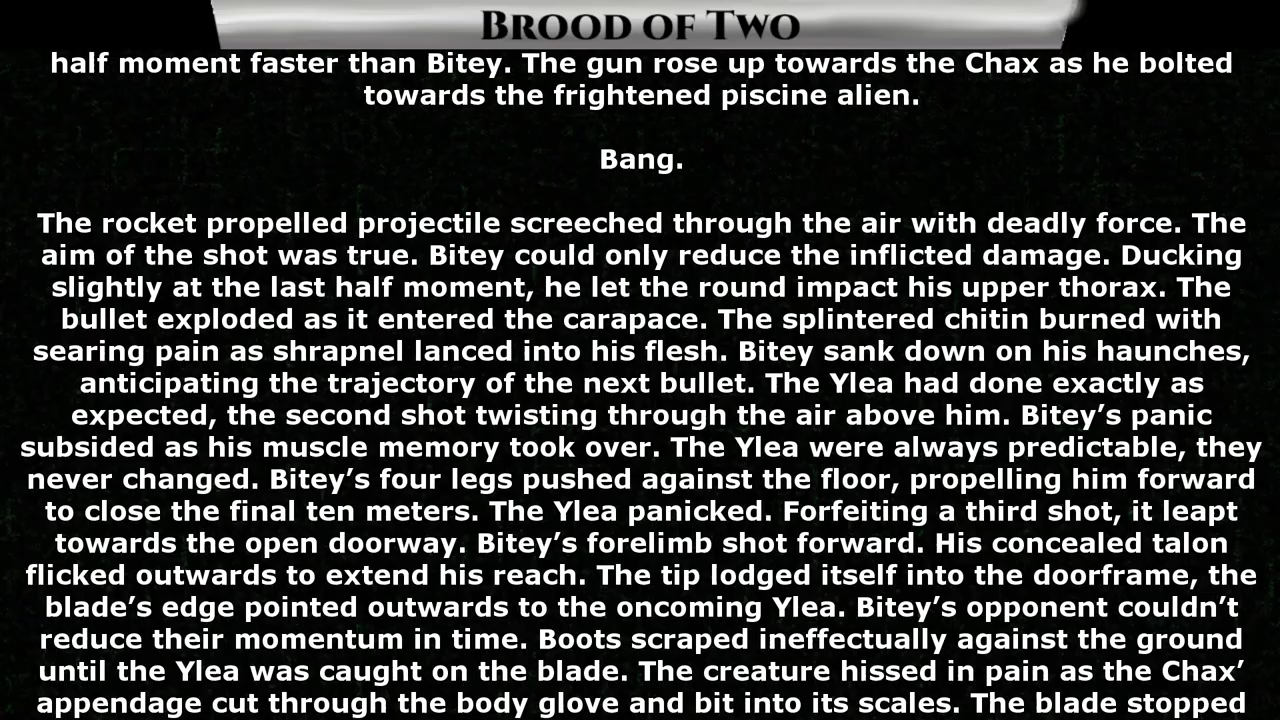 Brood of Two
half moment faster than Bitey. The gun rose up towards the Chax as he bolted
towards the frightened piscine alien.
Bang.
The rocket propelled projectile screeched through the air with deadly force. The
aim of the shot was true. Bitey could only reduce the inflicted damage. Ducking
slightly at the last half moment, he let the round impact his upper thorax. The
bullet exploded as it entered the carapace. The splintered chitin burned with
searing pain as shrapnel lanced into his flesh. Bitey sank down on his haunches,
anticipating the trajectory of the next bullet. The Ylea had done exactly as
expected, the second shot twisting through the air above him. Bitey’s panic
subsided as his muscle memory took over. The Ylea were always predictable, they
never changed. Bitey’s four legs pushed against the floor, propelling him forward
to close the final ten meters. The Ylea panicked. Forfeiting a third shot, it leapt
towards the open doorway. Bitey’s forelimb shot forward. His concealed talon
flicked outwards to extend his reach. The tip lodged itself into the doorframe, the
blade’s edge pointed outwards to the oncoming Ylea. Bitey’s opponent couldn’t
reduce their momentum in time. Boots scraped ineffectually against the ground
until the Ylea was caught on the blade. The creature hissed in pain as the Chax’
appendage cut through the body glove and bit into its scales. The blade stopped